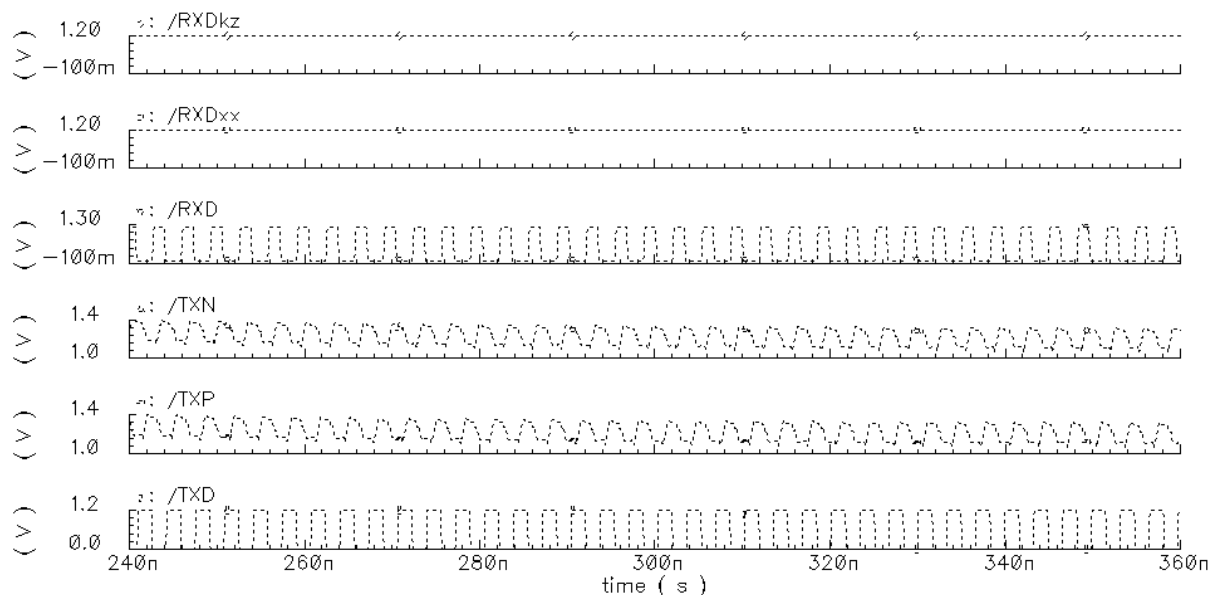 : /RXDkz
1.20
-100m
(V)
: /RXDxx
1.20
-100m
(V)
: /RXD
1.30
-100m
(V)
: /TXN
1.4
1.0
(V)
: /TXP
1.4
1.0
(V)
: /TXD
1.2
0.0
(V)
240n 260n 280n 300n 320n 340n 360n
time ( s )